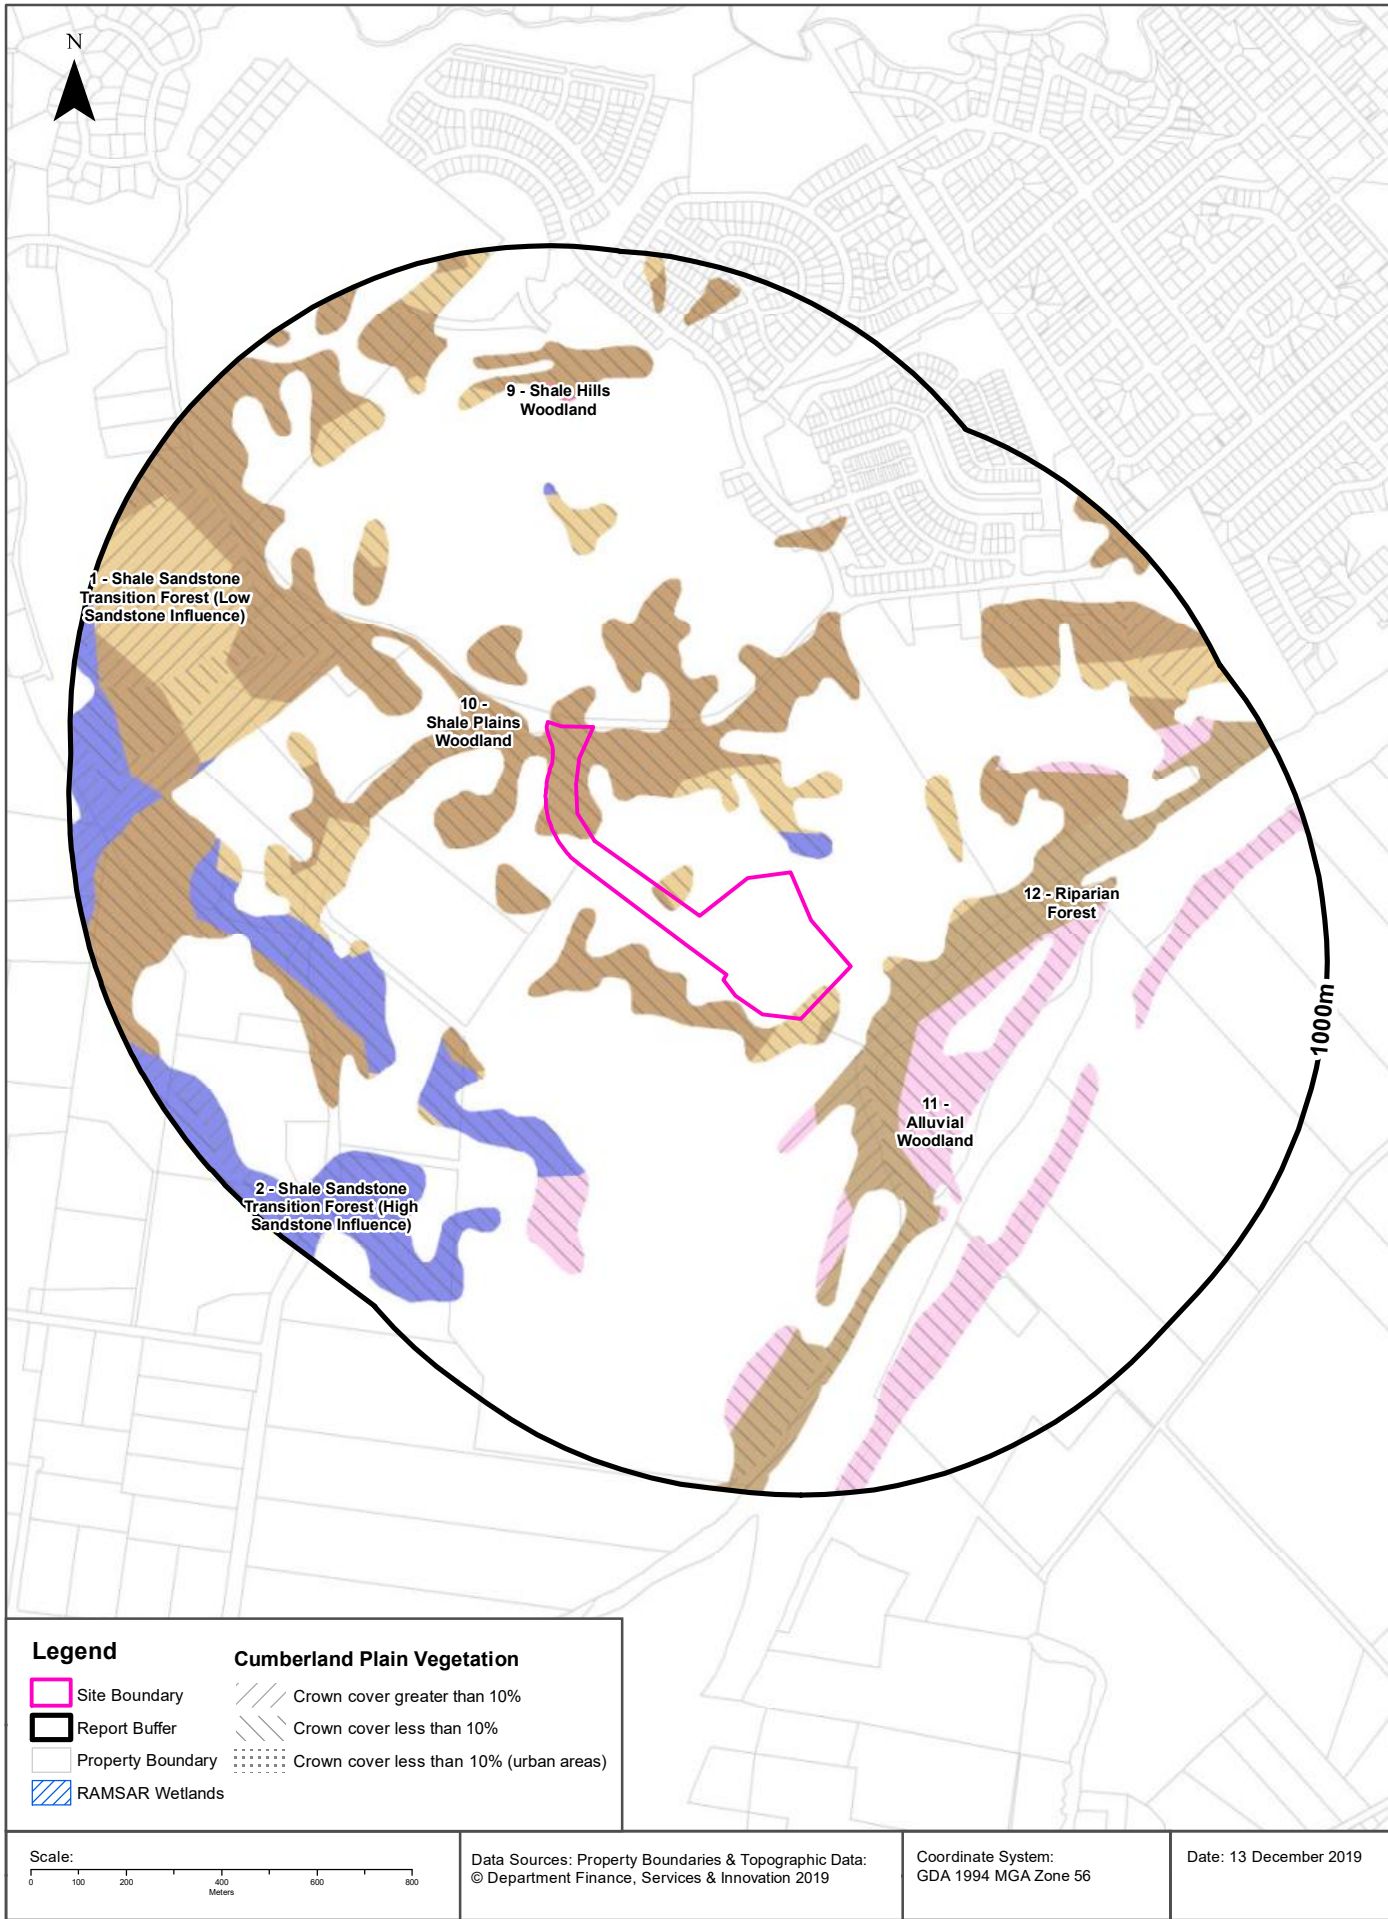 N
9 - Shale Hills
Woodland
1 - Shale Sandstone
Transition Forest (Low
Sandstone Influence)
10 -
Shale Plains
Woodland
12 - Riparian
Forest
1000m
11 -
Alluvial
Woodland
2 - Shale Sandstone
Transition Forest (High
Sandstone Influence)
Legend
Site Boundary
Report Buffer
Property Boundary
RAMSAR Wetlands
Cumberland Plain Vegetation
Crown cover greater than 10%
Crown cover less than 10%
Crown cover less than 10% (urban areas)
Scale:
0 100 200 400 600 800
Meters
Data Sources: Property Boundaries & Topographic Data:
© Department Finance, Services & Innovation 2019
Coordinate System:
GDA 1994 MGA Zone 56
Date: 13 December 2019